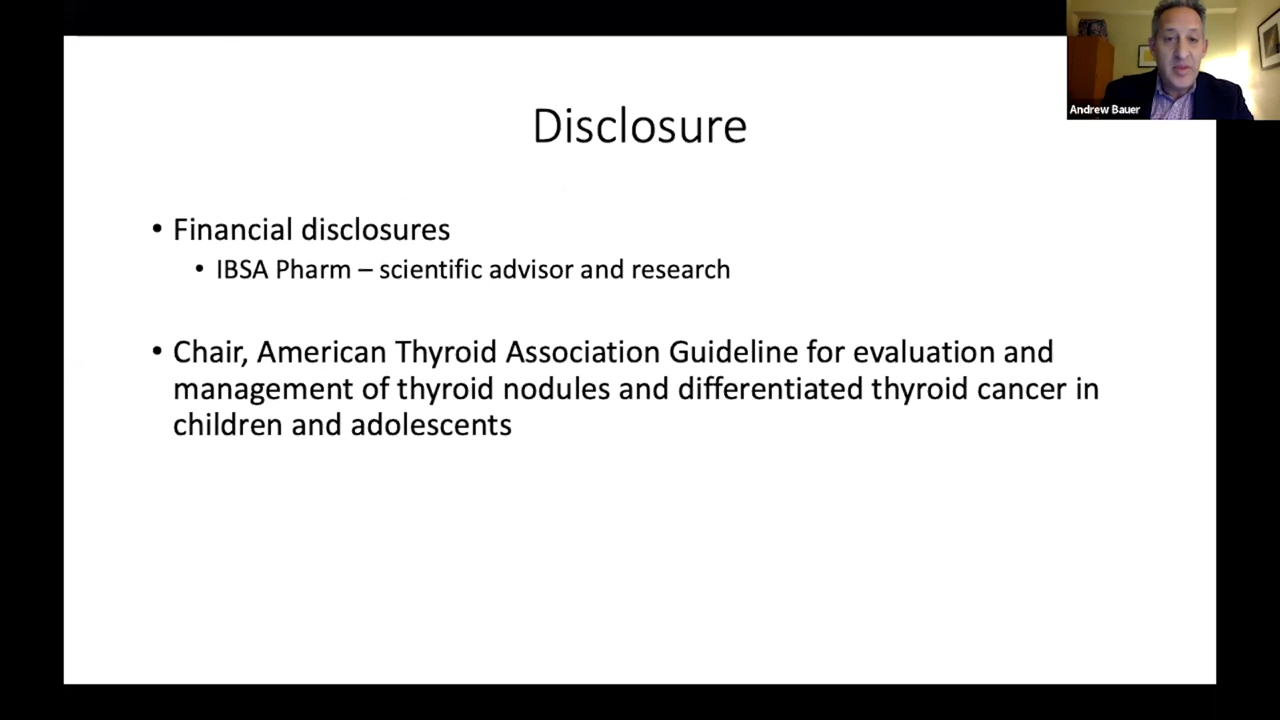 Andrew Bauer
Disclosure
• Financial disclosures
• IBSA Pharm – scientific advisor and research
• Chair, American Thyroid Association Guideline for evaluation and
management of thyroid nodules and differentiated thyroid cancer in
children and adolescents